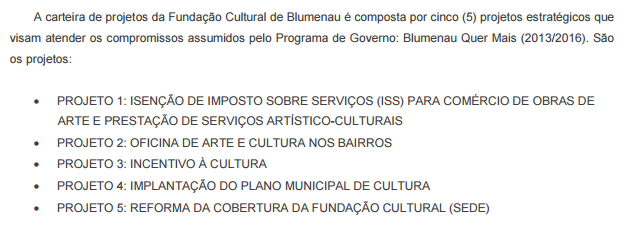 A carteira de projetos da Fundação Cultural de Blumenau é composta por cinco (5) projetos estratégicos que
visam atender os compromissos assumidos pelo Programa de Governo: Blumenau Quer Mais (2013/2016). São
os projetos:
• PROJETO 1: ISENÇÃO DE IMPOSTO SOBRE SERVIÇOS (ISS) PARA COMÉRCIO DE OBRAS DE
ARTE E PRESTAÇÃO DE SERVIÇOS ARTÍSTICO-CULTURAIS
• PROJETO 2: OFICINA DE ARTE E CULTURA NOS BAIRROS
• PROJETO 3: INCENTIVO À CULTURA
• PROJETO 4: IMPLANTAÇÃO DO PLANO MUNICIPAL DE CULTURA
• PROJETO 5: REFORMA DA COBERTURA DA FUNDAÇÃO CULTURAL (SEDE)